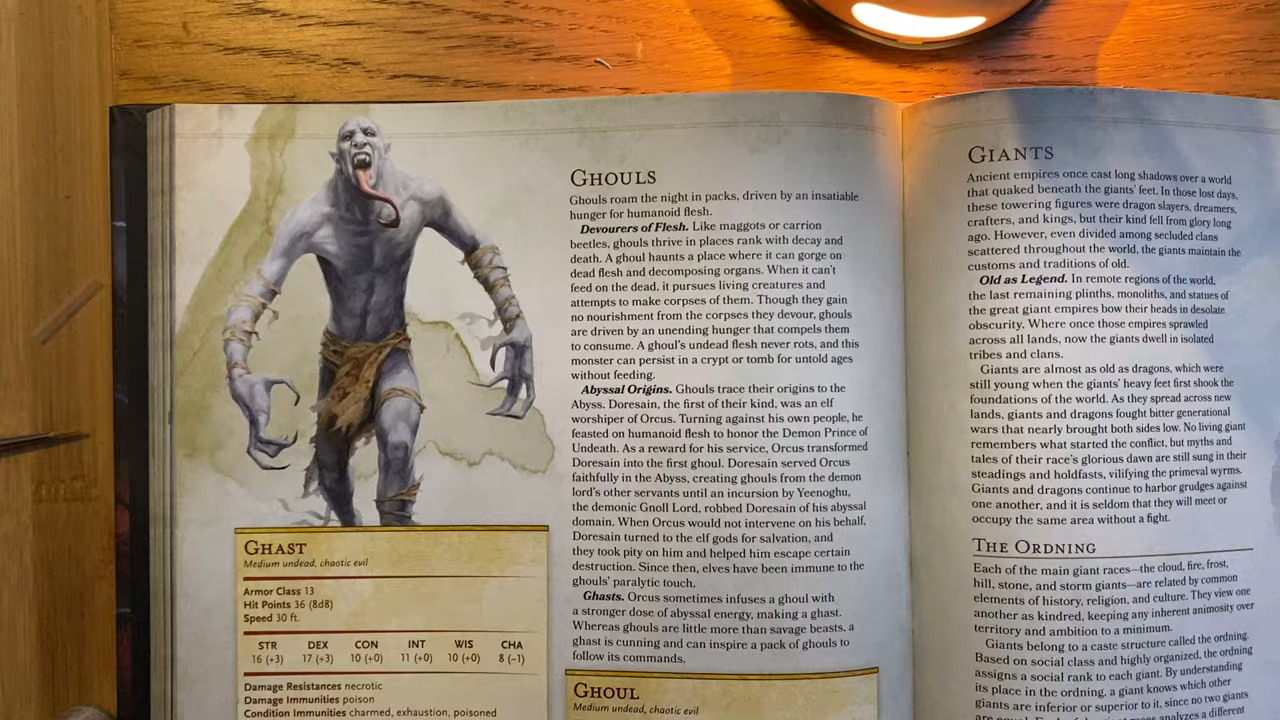 GHAST
Medium undead, chaotic evil
Armor Class 13
Hit Points 36 (8d8)
Speed 30 ft.
STR DEX CON INT WIS CHA
16 (+3) 17 (+3) 10 (+0) 11 (+0) 10 (+0) 8 (−1)
Damage Resistances necrotic
Damage Immunities poison
Condition Immunities charmed, exhaustion, poisoned
GHOULS
Ghouls roam the night in packs, driven by an insatiable
hunger for humanoid flesh.
Devourers of Flesh. Like maggots or carrion
beetles, ghouls thrive in places rank with decay and
death. A ghoul haunts a place where it can gorge on
dead flesh and decomposing organs. When it can't
feed on the dead, it pursues living creatures and
attempts to make corpses of them. Though they gain
no nourishment from the corpses they devour, ghouls
are driven by an unending hunger that compels them
to consume. A ghoul's undead flesh never rots, and this
monster can persist in a crypt or tomb for untold ages
without feeding.
Abyssal Origins. Ghouls trace their origins to the
Abyss. Doresain, the first of their kind, was an elf
worshiper of Orcus. Turning against his own people, he
feasted on humanoid flesh to honor the Demon Prince of
Undeath. As a reward for his service, Orcus transformed
Doresain into the first ghoul. Doresain served Orcus
faithfully in the Abyss, creating ghouls from the demon
lord's other servants until an incursion by Yeenoghu,
the demonic Gnoll Lord, robbed Doresain of his abyssal
domain. When Orcus would not intervene on his behalf,
Doresain turned to the elf gods for salvation, and
they took pity on him and helped him escape certain
destruction. Since then, elves have been immune to the
ghouls' paralytic touch.
Ghasts. Orcus sometimes infuses a ghoul with
a stronger dose of abyssal energy, making a ghast.
Whereas ghouls are little more than savage beasts, a
ghast is cunning and can inspire a pack of ghouls to
follow its commands.
GHOUL
Medium undead, chaotic evil
GIANTS
Ancient empires once cast long shadows over a world
that quaked beneath the giants' feet. In those lost days,
these towering figures were dragon slayers, dreamers,
crafters, and kings, but their kind fell from glory long
ago. However, even divided among secluded clans
scattered throughout the world, the giants maintain the
customs and traditions of old.
Old as Legend. In remote regions of the world,
the last remaining plinths, monoliths, and statues of
the great giant empires bow their heads in desolate
obscurity. Where once those empires sprawled
across all lands, now the giants dwell in isolated
tribes and clans.
Giants are almost as old as dragons, which were
still young when the giants' heavy feet first shook the
foundations of the world. As they spread across new
lands, giants and dragons fought bitter generational
wars that nearly brought both sides low. No living giant
remembers what started the conflict, but myths and
tales of their race's glorious dawn are still sung in their
steadings and holdfasts, vilifying the primeval wyrms.
Giants and dragons continue to harbor grudges against
one another, and it is seldom that they will meet or
occupy the same area without a fight.
THE ORDNING
Each of the main giant races—the cloud, fire, frost,
hill, stone, and storm giants—are related by common
elements of history, religion, and culture. They view one
another as kindred, keeping any inherent animosity over
territory and ambition to a minimum.
Giants belong to a caste structure called the ordning.
Based on social class and highly organized, the ordning
assigns a social rank to each giant. By understanding
its place in the ordning, a giant knows which other
giants are inferior or superior to it, since no two giants
analyzes a different